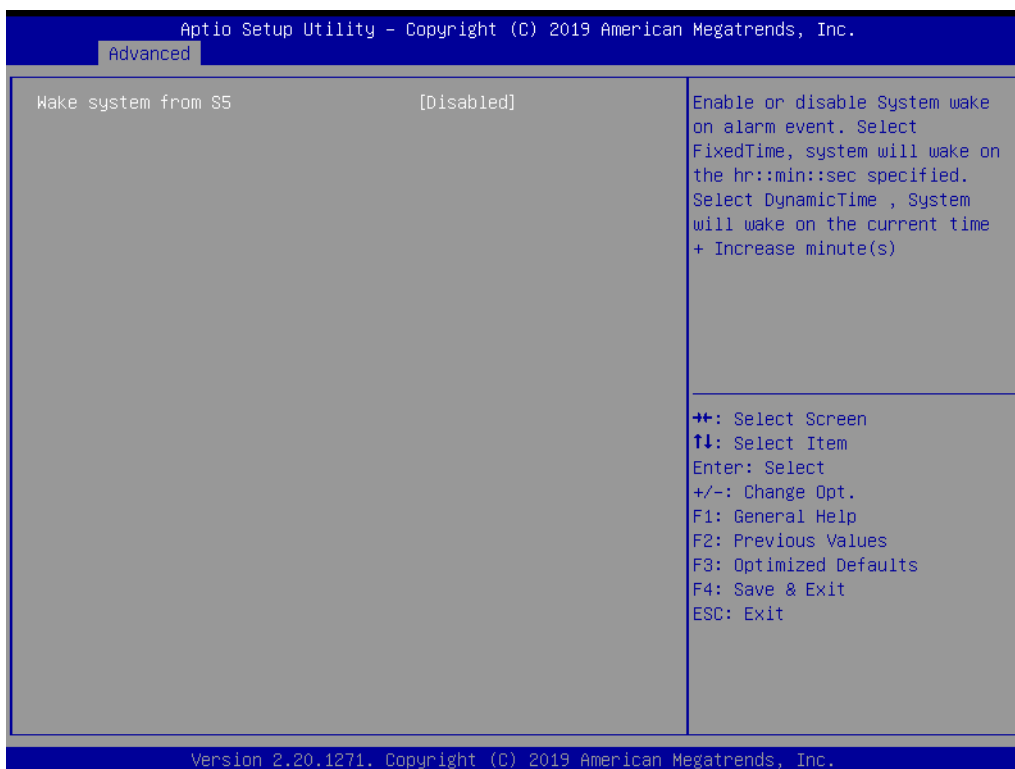 Aptio Setup Utility – Copyright (C) 2019 American Megatrends, Inc.
Advanced
Wake system from S5 [Disabled]
Enable or disable System wake
on alarm event. Select
FixedTime, system will wake on
the hr::min::sec specified.
Select DynamicTime , System
will wake on the current time
+ Increase minute(s)
→←: Select Screen
↑↓: Select Item
Enter: Select
+/-: Change Opt.
F1: General Help
F2: Previous Values
F3: Optimized Defaults
F4: Save & Exit
ESC: Exit
Version 2.20.1271. Copyright (C) 2019 American Megatrends, Inc.